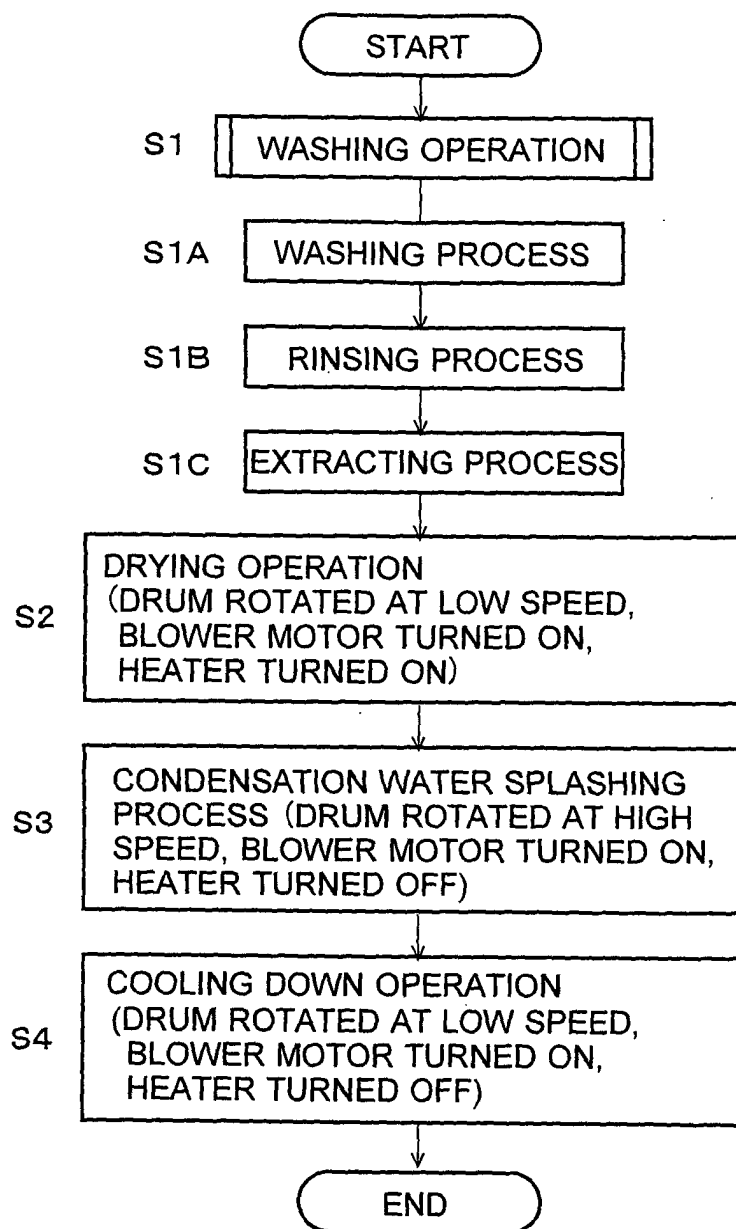 START
S1 WASHING OPERATION
S1A WASHING PROCESS
S1B RINSING PROCESS
S1C EXTRACTING PROCESS
DRYING OPERATION
(DRUM ROTATED AT LOW SPEED,
S2
BLOWER MOTOR TURNED ON,
HEATER TURNED ON)
CONDENSATION WATER SPLASHING
PROCESS (DRUM ROTATED AT HIGH
S3
SPEED, BLOWER MOTOR TURNED ON,
HEATER TURNED OFF)
COOLING DOWN OPERATION
(DRUM ROTATED AT LOW SPEED,
S4
BLOWER MOTOR TURNED ON,
HEATER TURNED OFF)
END